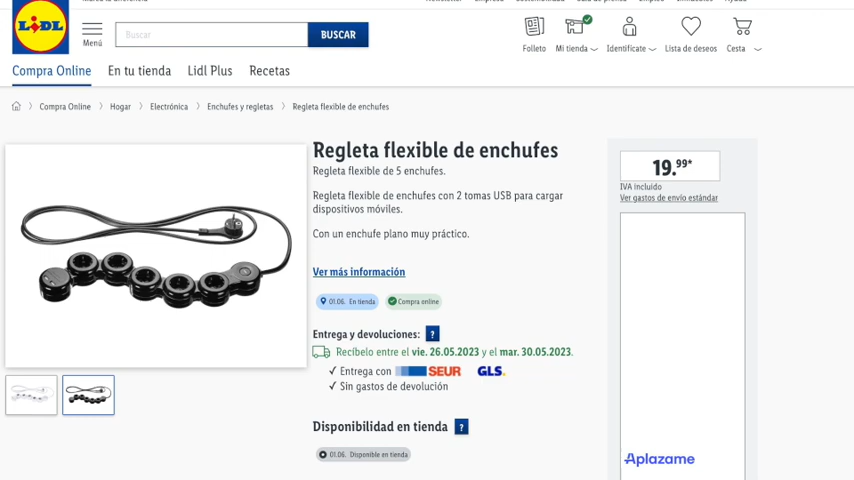 LIDL
Menú
Buscar
BUSCAR
Folleto
Mi tienda
Identifícate
Lista de deseos
Cesta
Compra Online
En tu tienda
Lidl Plus
Recetas
Compra Online
Hogar
Electrónica
Enchufes y regletas
Regleta flexible de enchufes
Regleta flexible de enchufes
Regleta flexible de 5 enchufes.
Regleta flexible de enchufes con 2 tomas USB para cargar
dispositivos móviles.
Con un enchufe plano muy práctico.
Ver más información
01.06. En tienda
Compra online
Entrega y devoluciones: ?
Recíbelo entre el vie. 26.05.2023 y el mar. 30.05.2023.
✓ Entrega con SEUR GLS.
✓ Sin gastos de devolución
Disponibilidad en tienda ?
01.06. Disponible en tienda
19.99*
IVA incluido
Ver gastos de envío estándar
Aplazame